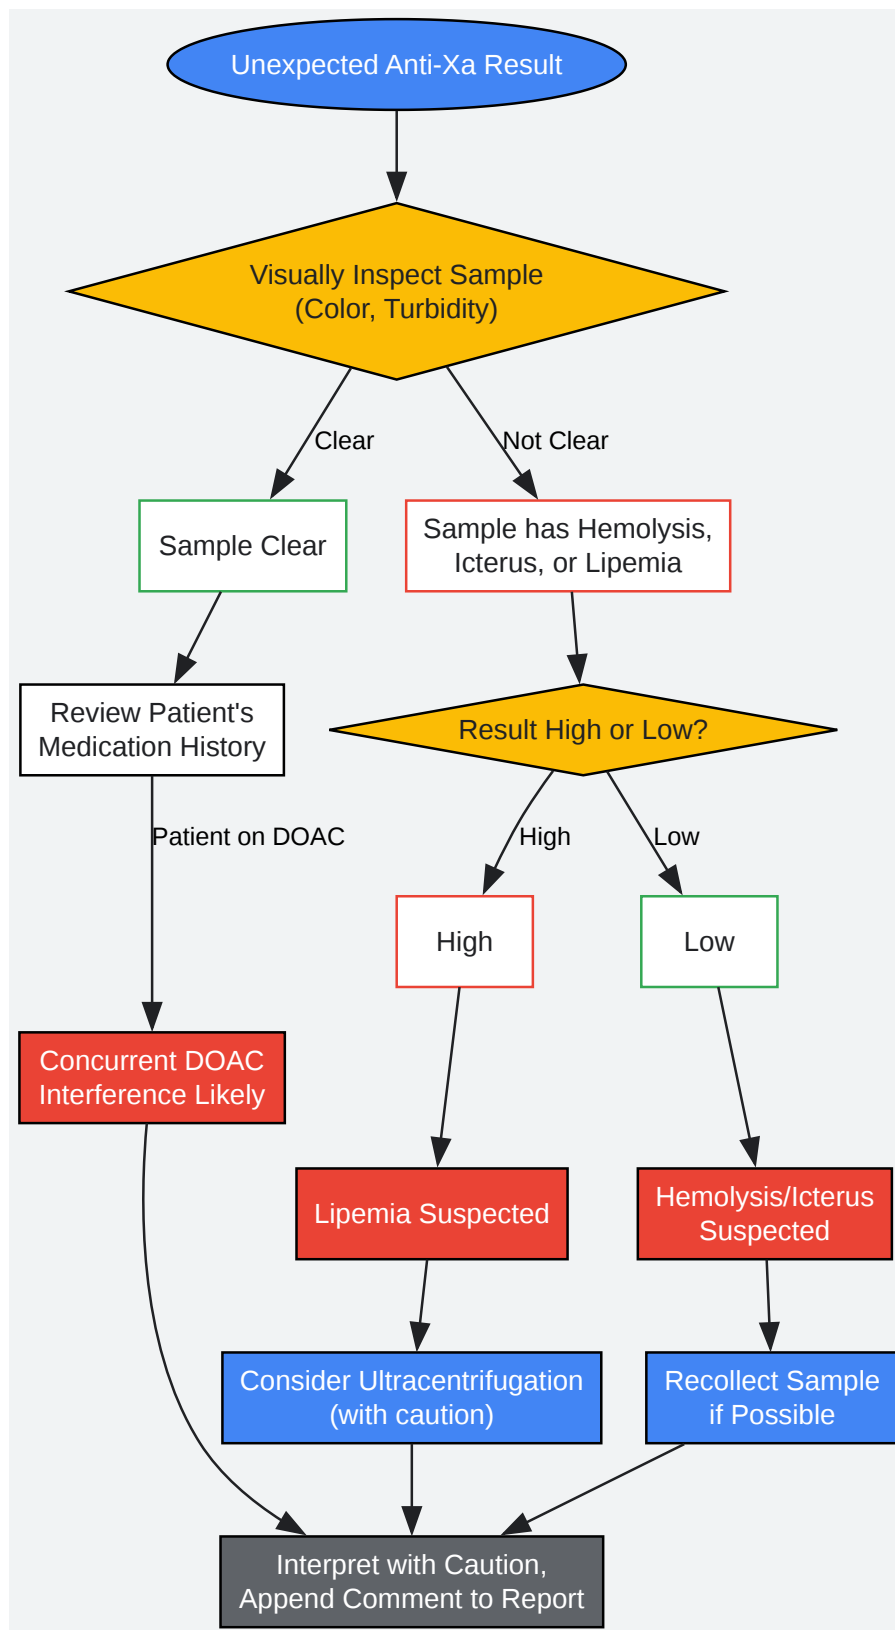 Unexpected Anti-Xa Result
Visually Inspect Sample
(Color, Turbidity)
Clear
Not Clear
Sample Clear
Sample has Hemolysis,
Icterus, or Lipemia
Review Patient's
Medication History
Result High or Low?
Patient on DOAC
High
Low
High
Low
Concurrent DOAC
Interference Likely
Lipemia Suspected
Hemolysis/Icterus
Suspected
Consider Ultracentrifugation
(with caution)
Recollect Sample
if Possible
Interpret with Caution,
Append Comment to Report